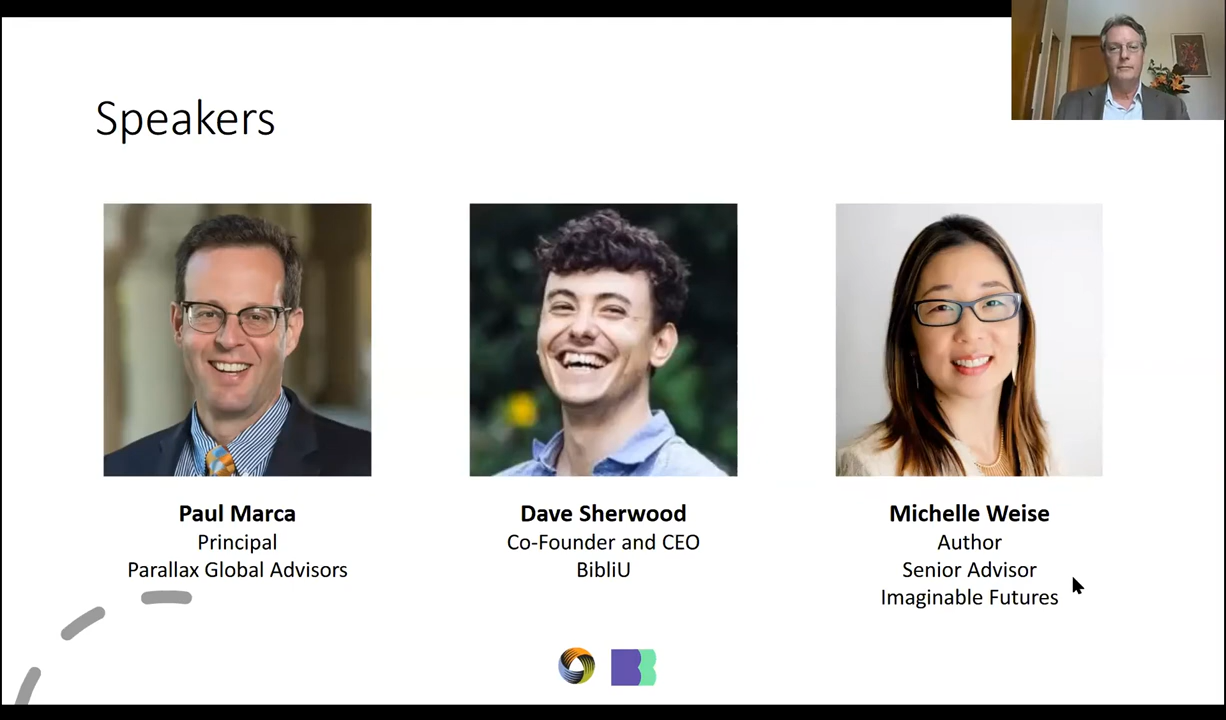 Speakers
Paul Marca
Principal
Parallax Global Advisors
Dave Sherwood
Co-Founder and CEO
BibliU
Michelle Weise
Author
Senior Advisor
Imaginable Futures